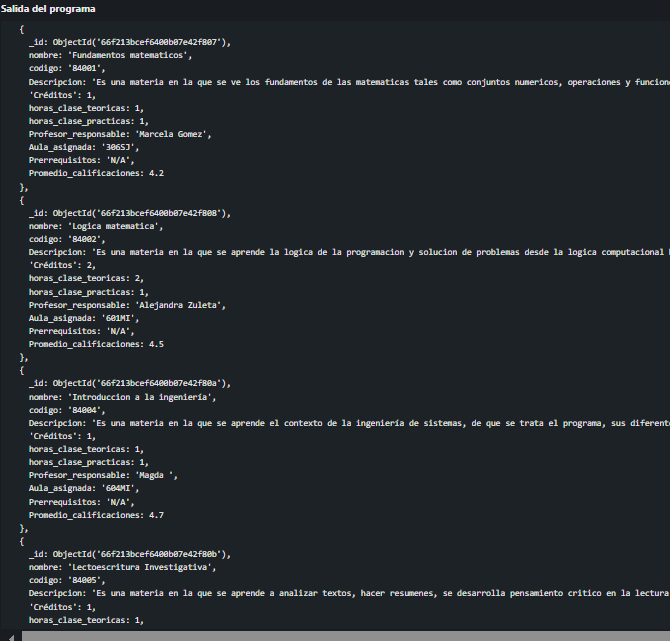 Salida del programa
{
_id: ObjectId('66f213bcef6400b07e42f807'),
nombre: 'Fundamentos matematicos',
codigo: '84001',
Descripcion: 'Es una materia en la que se ve los fundamentos de las matematicas tales como conjuntos numericos, operaciones y funcion
'Créditos': 1,
horas_clase_teoricas: 1,
horas_clase_practicas: 1,
Profesor_responsable: 'Marcela Gomez',
Aula_asignada: '306SJ',
Prerrequisitos: 'N/A',
Promedio_calificaciones: 4.2
},
{
_id: ObjectId('66f213bcef6400b07e42f808'),
nombre: 'Logica matematica',
codigo: '84002',
Descripcion: 'Es una materia en la que se aprende la logica de la programacion y solucion de problemas desde la logica computacional
'Créditos': 2,
horas_clase_teoricas: 2,
horas_clase_practicas: 1,
Profesor_responsable: 'Alejandra Zuleta',
Aula_asignada: '601MI',
Prerrequisitos: 'N/A',
Promedio_calificaciones: 4.5
},
{
_id: ObjectId('66f213bcef6400b07e42f80a'),
nombre: 'Introduccion a la ingeniería',
codigo: '84004',
Descripcion: 'Es una materia en la que se aprende el contexto de la ingeniería de sistemas, de que se trata el programa, sus diferent
'Créditos': 1,
horas_clase_teoricas: 1,
horas_clase_practicas: 1,
Profesor_responsable: 'Magda ',
Aula_asignada: '604MI',
Prerrequisitos: 'N/A',
Promedio_calificaciones: 4.7
},
{
_id: ObjectId('66f213bcef6400b07e42f80b'),
nombre: 'Lectoescritura Investigativa',
codigo: '84005',
Descripcion: 'Es una materia en la que se aprende a analizar textos, hacer resumenes, se desarrolla pensamiento critico en la lectura
'Créditos': 1,
horas_clase_teoricas: 1,